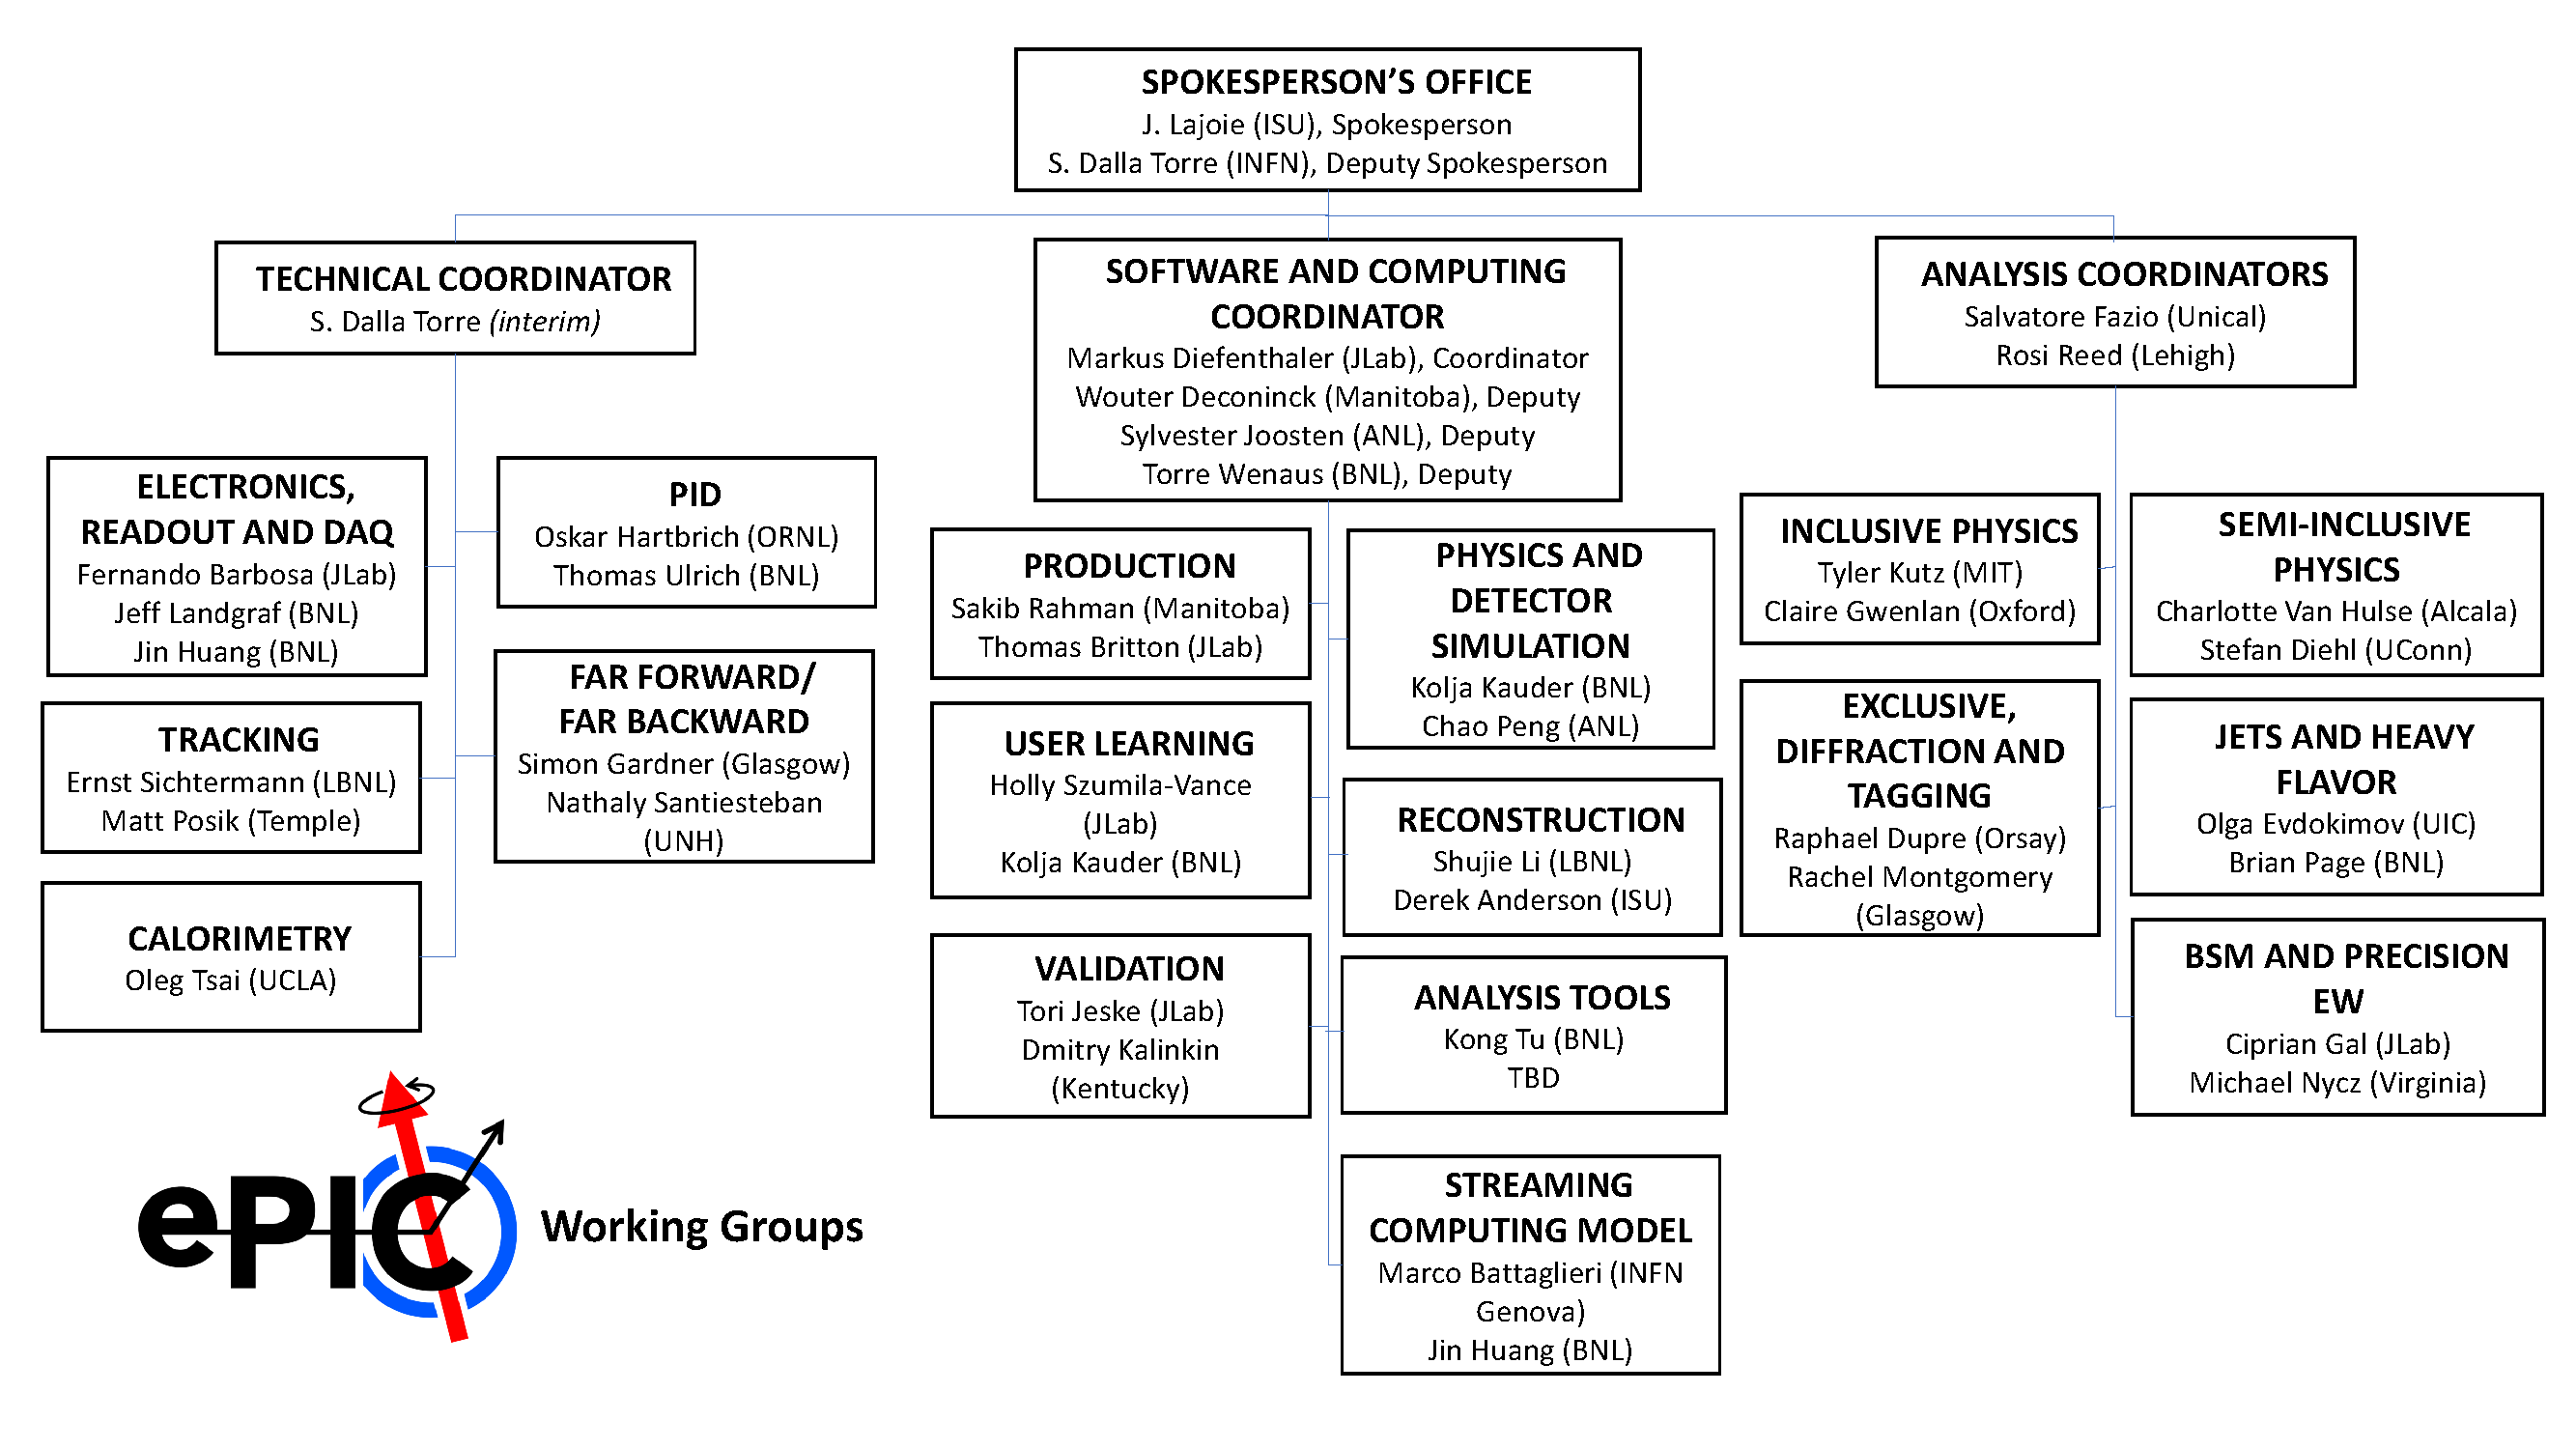 SPOKESPERSON’S OFFICE
J. Lajoie (ISU), Spokesperson
S. Dalla Torre (INFN), Deputy Spokesperson
TECHNICAL COORDINATOR
S. Dalla Torre (interim)
ELECTRONICS,
READOUT AND DAQ
Fernando Barbosa (JLab)
Jeff Landgraf (BNL)
Jin Huang (BNL)
PID
Oskar Hartbrich (ORNL)
Thomas Ulrich (BNL)
TRACKING
Ernst Sichtermann (LBNL)
Matt Posik (Temple)
FAR FORWARD/
FAR BACKWARD
Simon Gardner (Glasgow)
Nathaly Santiesteban
(UNH)
CALORIMETRY
Oleg Tsai (UCLA)
SOFTWARE AND COMPUTING
COORDINATOR
Markus Diefenthaler (JLab), Coordinator
Wouter Deconinck (Manitoba), Deputy
Sylvester Joosten (ANL), Deputy
Torre Wenaus (BNL), Deputy
PRODUCTION
Sakib Rahman (Manitoba)
Thomas Britton (JLab)
PHYSICS AND
DETECTOR
SIMULATION
Kolja Kauder (BNL)
Chao Peng (ANL)
USER LEARNING
Holly Szumila-Vance
(JLab)
Kolja Kauder (BNL)
RECONSTRUCTION
Shujie Li (LBNL)
Derek Anderson (ISU)
VALIDATION
Tori Jeske (JLab)
Dmitry Kalinkin
(Kentucky)
ANALYSIS TOOLS
Kong Tu (BNL)
TBD
STREAMING
COMPUTING MODEL
Marco Battaglieri (INFN
Genova)
Jin Huang (BNL)
ANALYSIS COORDINATORS
Salvatore Fazio (Unical)
Rosi Reed (Lehigh)
INCLUSIVE PHYSICS
Tyler Kutz (MIT)
Claire Gwenlan (Oxford)
SEMI-INCLUSIVE
PHYSICS
Charlotte Van Hulse (Alcala)
Stefan Diehl (UConn)
EXCLUSIVE,
DIFFRACTION AND
TAGGING
Raphael Dupre (Orsay)
Rachel Montgomery
(Glasgow)
JETS AND HEAVY
FLAVOR
Olga Evdokimov (UIC)
Brian Page (BNL)
BSM AND PRECISION
EW
Ciprian Gal (JLab)
Michael Nycz (Virginia)
ePIC
Working Groups